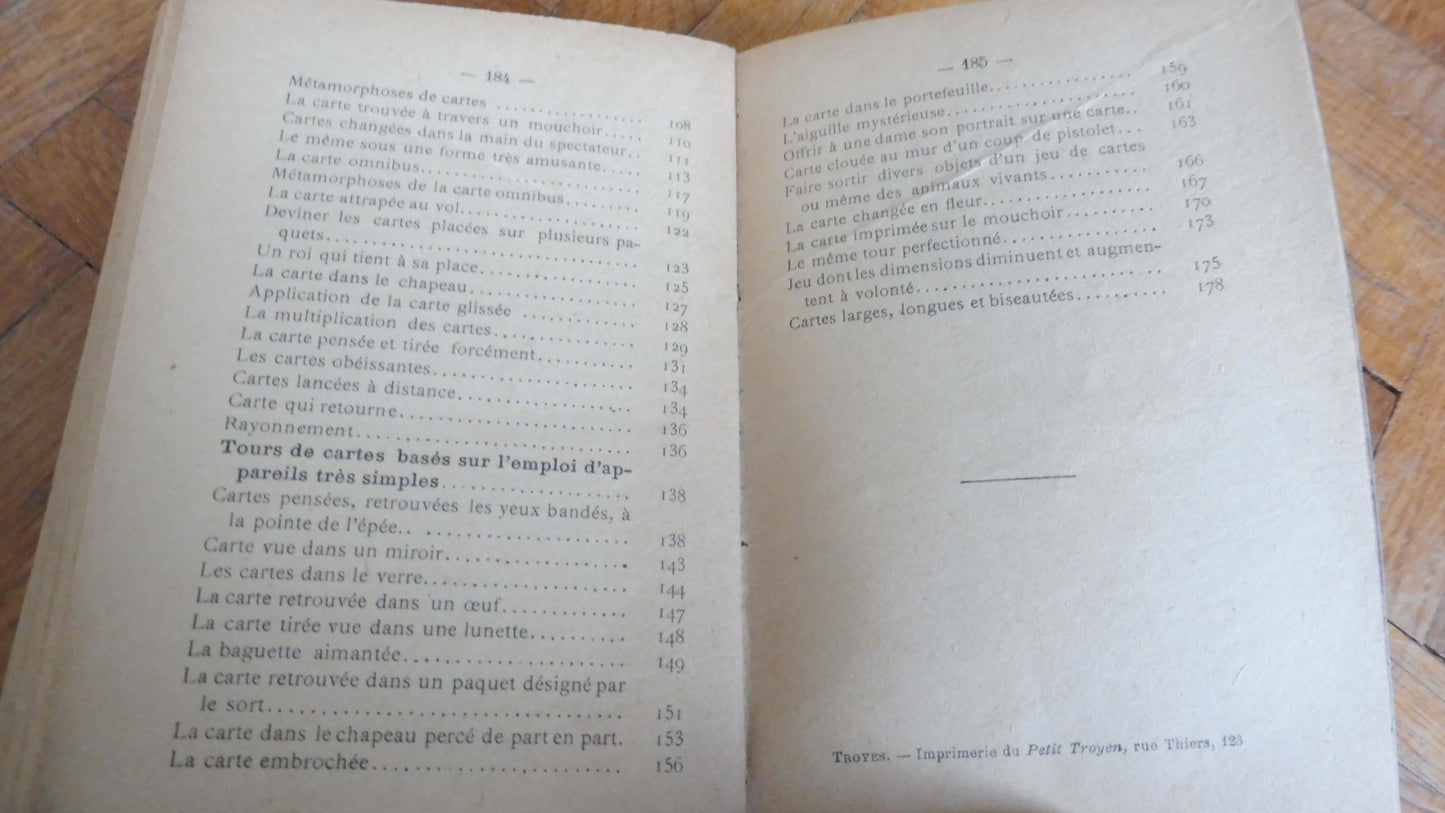 — 184 —
Métamorphoses de cartes .............. 108
La carte trouvée à travers un mouchoir..... 110
Cartes changées dans la main du spectateur.. 111
Le même sous une forme très amusante..... 113
La carte omnibus..................... 117
Métamorphoses de la carte omnibus......... 119
La carte attrapée au vol.................. 122
Deviner les cartes placées sur plusieurs pa-
quets............................... 123
Un roi qui tient à sa place............... 125
La carte dans le chapeau................. 127
Application de la carte glissée ............ 128
La multiplication des cartes.............. 129
La carte pensée et tirée forcément.......... 131
Les cartes obéissantes.................... 134
Cartes lancées à distance................. 134
Carte qui retourne...................... 136
Rayonnement.......................... 136
Tours de cartes basés sur l'emploi d'ap-
pareils très simples................... 138
Cartes pensées, retrouvées les yeux bandés, à
la pointe de l'épée.. .................... 138
Carte vue dans un miroir.................. 143
Les cartes dans le verre.................... 144
La carte retrouvée dans un œuf............ 147
La carte tirée vue dans une lunette.......... 148
La baguette aimantée...................... 149
La carte retrouvée dans un paquet désigné par
le sort.................................. 151
La carte dans le chapeau percé de part en part. 153
La carte embrochée........................ 156
— 185 —
La carte dans le portefeuille............... 159
L'aiguille mystérieuse.................... 160
Offrir à une dame son portrait sur une carte.. 161
Carte clouée au mur d'un coup de pistolet... 163
Faire sortir divers objets d'un jeu de cartes
ou même des animaux vivants........... 166
La carte changée en fleur................. 167
La carte imprimée sur le mouchoir.......... 170
Le même tour perfectionné................ 173
Jeu dont les dimensions diminuent et augmen-
tent à volonté......................... 175
Cartes larges, longues et biseautées.......... 178
TROYES. — Imprimerie du Petit Troyen, rue Thiers, 126